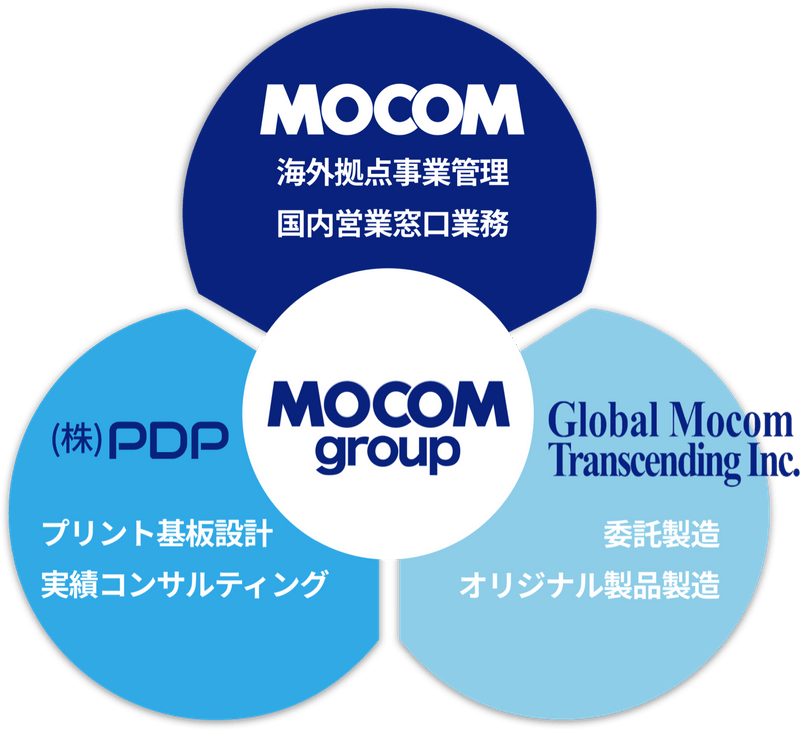 MOCOM
海外拠点事業管理
国内営業窓口業務
MOCOM
group
(株)PDP
プリント基板設計
実績コンサルティング
Global Mocom
Transcending Inc.
委託製造
オリジナル製品製造